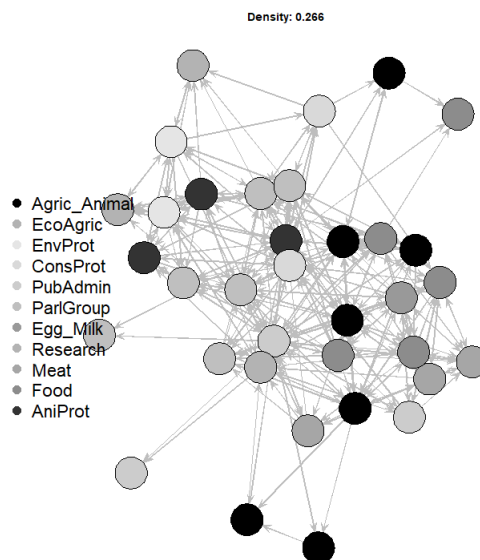 Density: 0.266
Agric_Animal
EcoAgric
EnvProt
ConsProt
PubAdmin
ParlGroup
Egg_Milk
Research
Meat
Food
AniProt